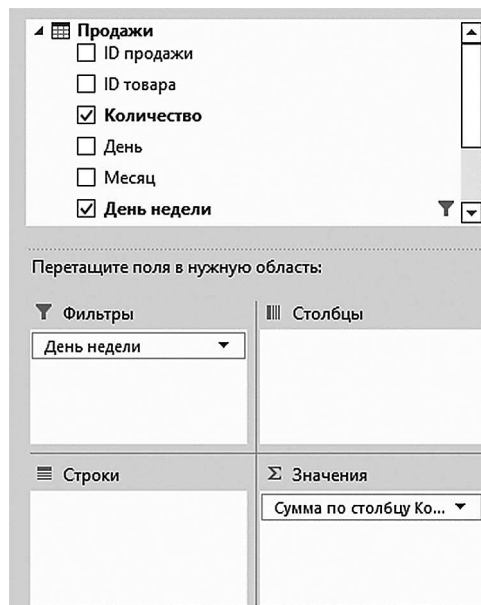 Продажи
ID продажи
ID товара
Количество
День
Месяц
День недели
Перетащите поля в нужную область:
Фильтры
Столбцы
День недели
Строки
Σ Значения
Сумма по столбцу Ко...